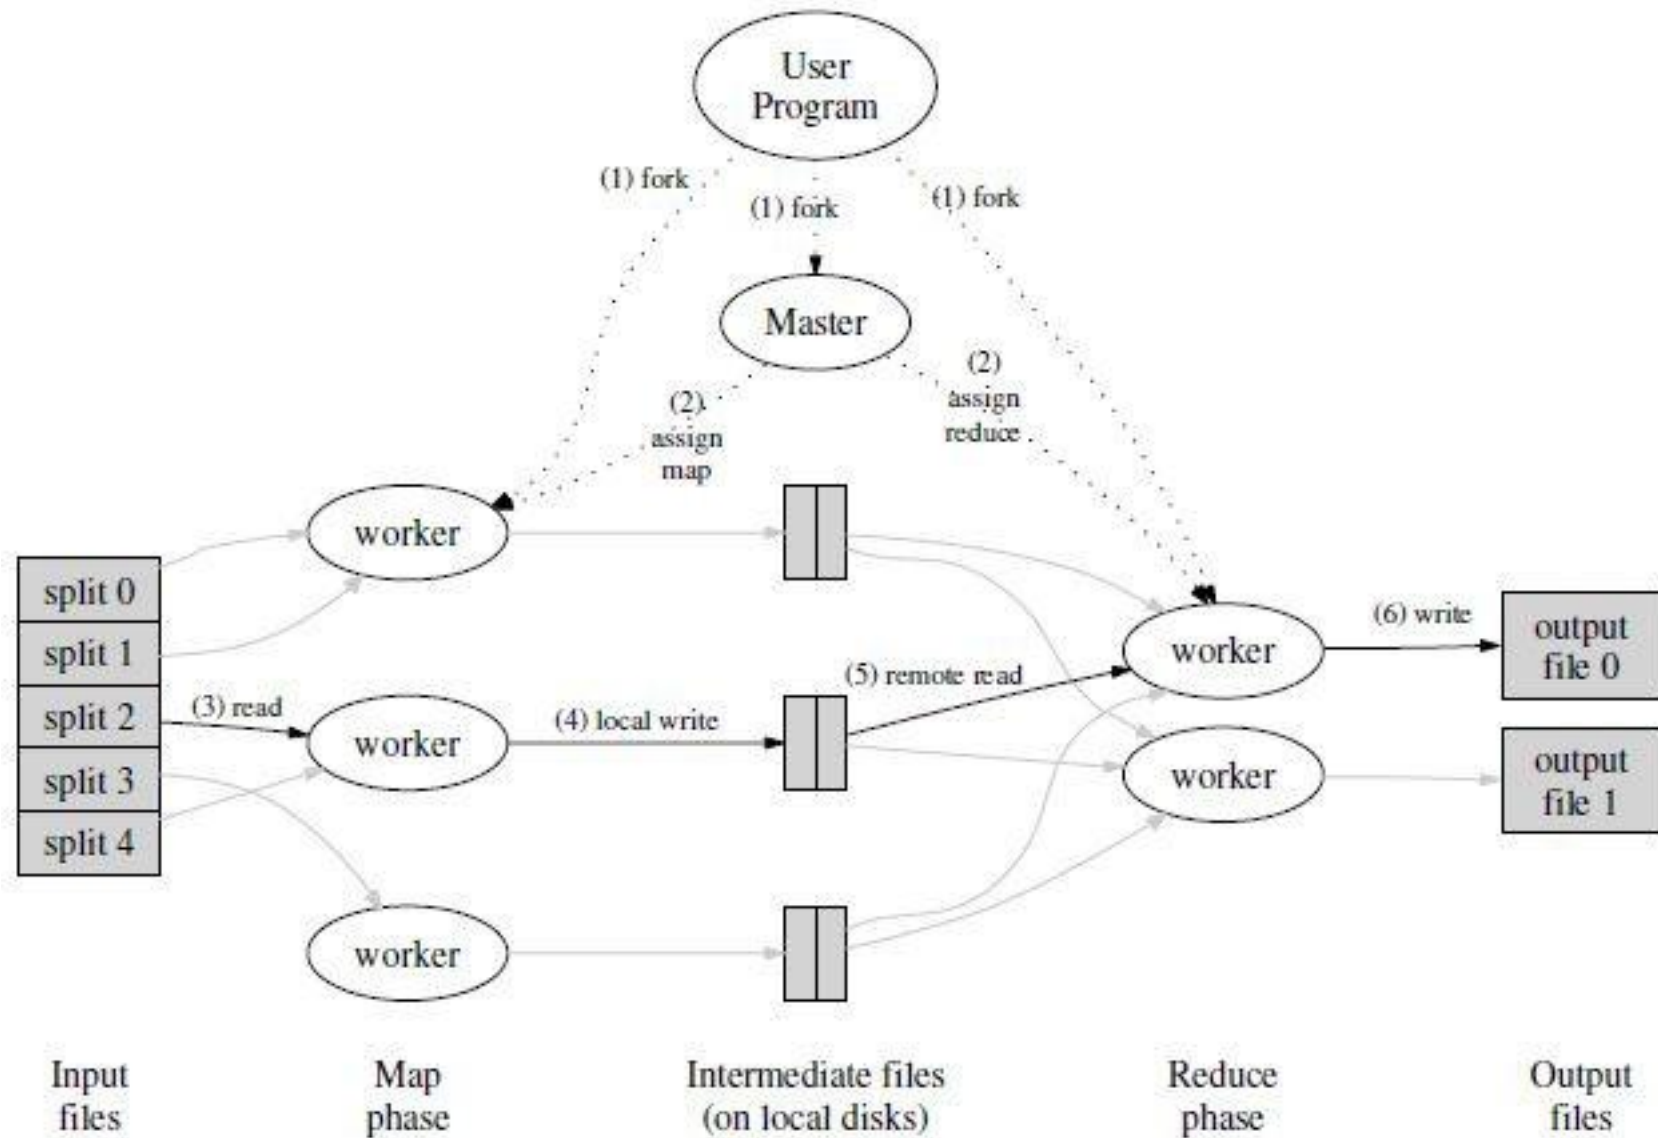 User
Program
(1) fork
(1) fork
(1) fork
Master
(2)
assign
map
(2)
assign
reduce
worker
split 0
split 1
split 2
split 3
split 4
(3) read
worker
(4) local write
(5) remote read
worker
(6) write
output
file 0
worker
output
file 1
worker
Input
files
Map
phase
Intermediate files
(on local disks)
Reduce
phase
Output
files